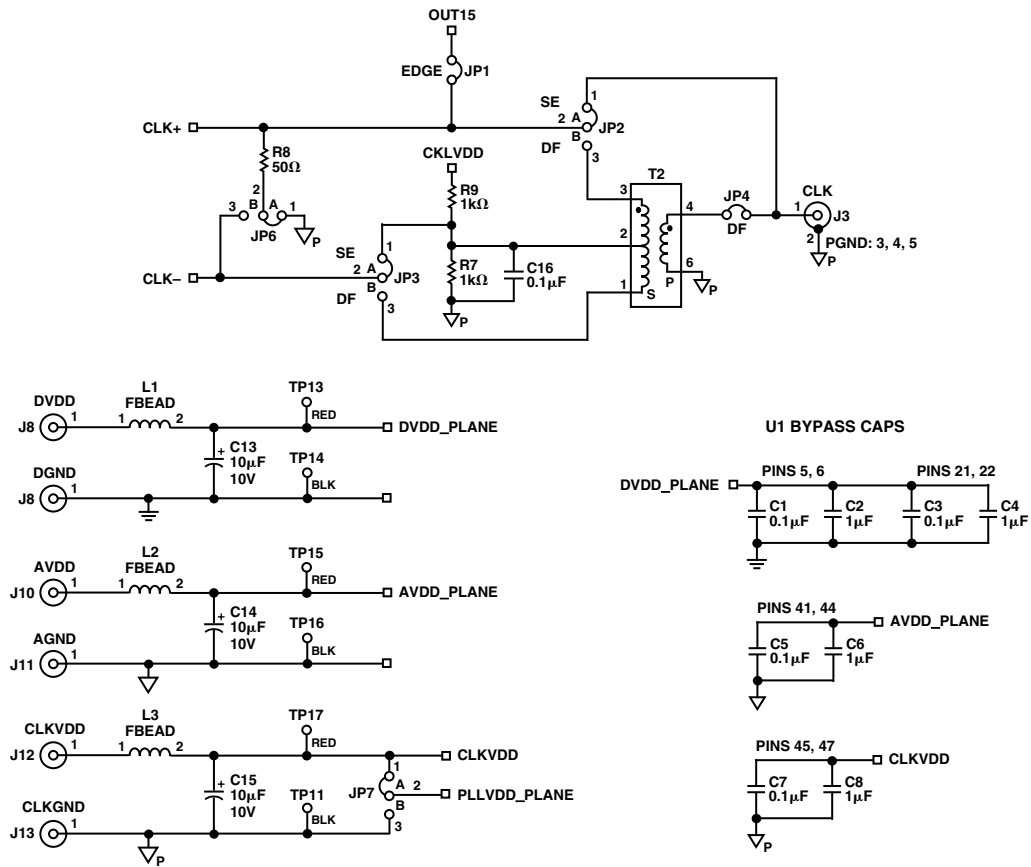 OUT15
EDGE JP1
SE 1
CLK+ 2 A
JP2
B
DF 3
R8
50Ω
CKLVDD
R9
1kΩ
T2
3 4 JP4 CLK
1
J3
DF
2 PGND: 3, 4, 5
P
2
3 B A 1
JP6
P
2
SE 1
CLK– 2 A
JP3
B
DF 3
R7
1kΩ
C16
0.1μF
P
1 S P 6
P
L1
DVDD FBEAD TP13
J8 1 1 2 RED DVDD_PLANE
+ C13
10μF
10V
DGND TP14
J8 1 BLK
L2
AVDD FBEAD TP15
J10 1 1 2 RED AVDD_PLANE
+ C14
10μF
10V
AGND TP16
J11 1 BLK
L3
CLKVDD FBEAD TP17
J12 1 1 2 RED CLKVDD
+ C15
10μF
10V
1
JP7 A 2 PLLVDD_PLANE
B
3
CLKGND TP11
J13 1 BLK
P
U1 BYPASS CAPS
PINS 5, 6 PINS 21, 22
DVDD_PLANE
C1
0.1μF
C2
1μF
C3
0.1μF
C4
1μF
PINS 41, 44
AVDD_PLANE
C5
0.1μF
C6
1μF
PINS 45, 47
CLKVDD
C7
0.1μF
C8
1μF
P